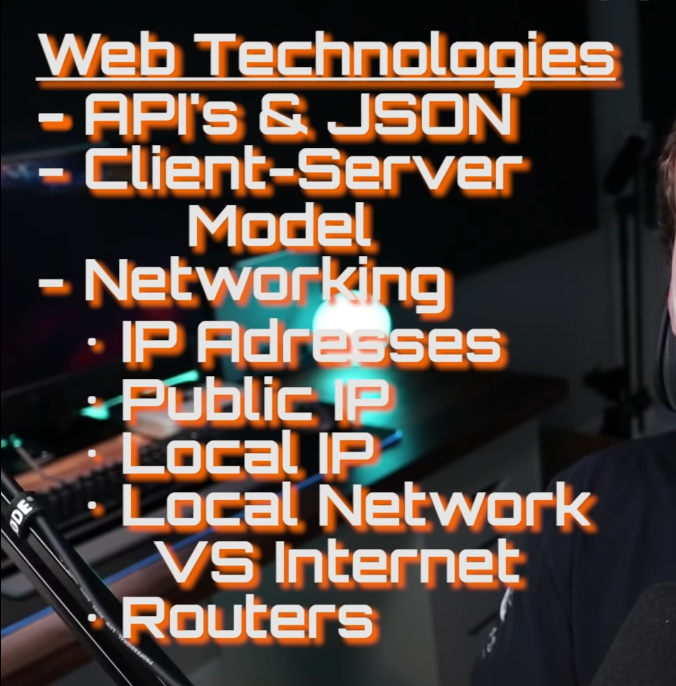 Web Technologies
- API's & JSON
- Client-Server
Model
- Networking
· IP Adresses
· Public IP
· Local IP
· Local Network
VS Internet
· Routers